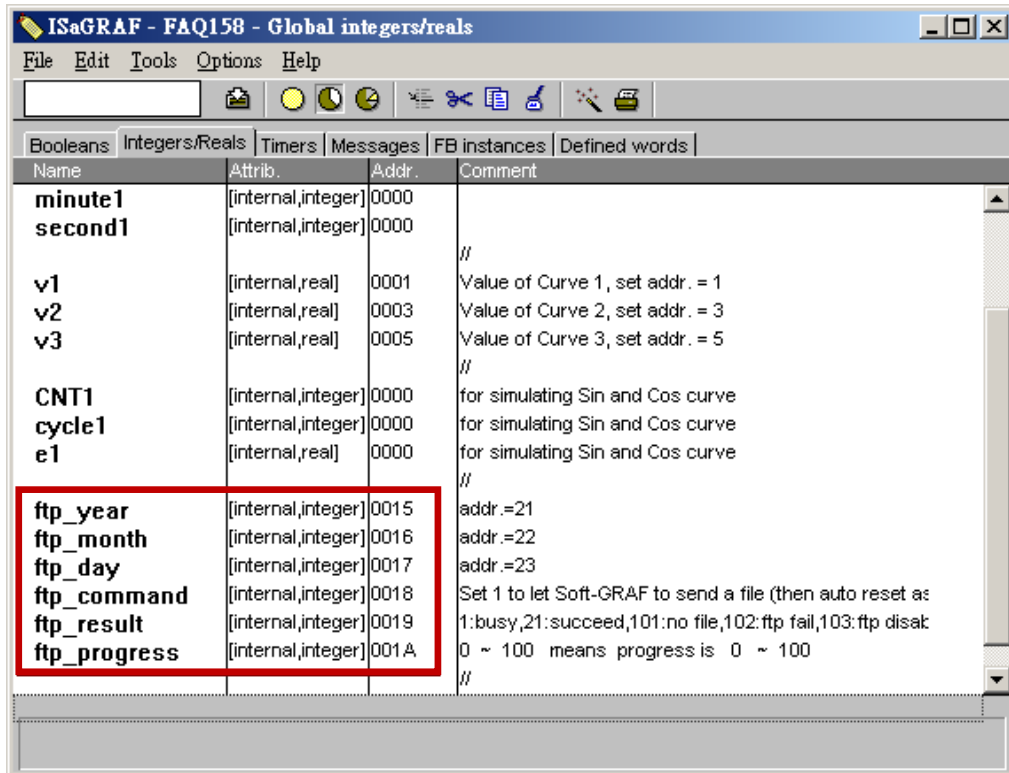 ISaGRAF - FAQ158 - Global integers/reals
File Edit Tools Options Help
Booleans Integers/Reals Timers Messages FB instances Defined words
Name Attrib. Addr. Comment
minute1 [internal,integer] 0000
second1 [internal,integer] 0000
//
v1 [internal,real] 0001 Value of Curve 1, set addr. = 1
v2 [internal,real] 0003 Value of Curve 2, set addr. = 3
v3 [internal,real] 0005 Value of Curve 3, set addr. = 5
//
CNT1 [internal,integer] 0000 for simulating Sin and Cos curve
cycle1 [internal,integer] 0000 for simulating Sin and Cos curve
e1 [internal,real] 0000 for simulating Sin and Cos curve
//
ftp_year [internal,integer] 0015 addr.=21
ftp_month [internal,integer] 0016 addr.=22
ftp_day [internal,integer] 0017 addr.=23
ftp_command [internal,integer] 0018 Set 1 to let Soft-GRAF to send a file (then auto reset as
ftp_result [internal,integer] 0019 1:busy,21:succeed,101:no file,102:ftp fail,103:ftp disab
ftp_progress [internal,integer] 001A 0 ~ 100 means progress is 0 ~ 100
//